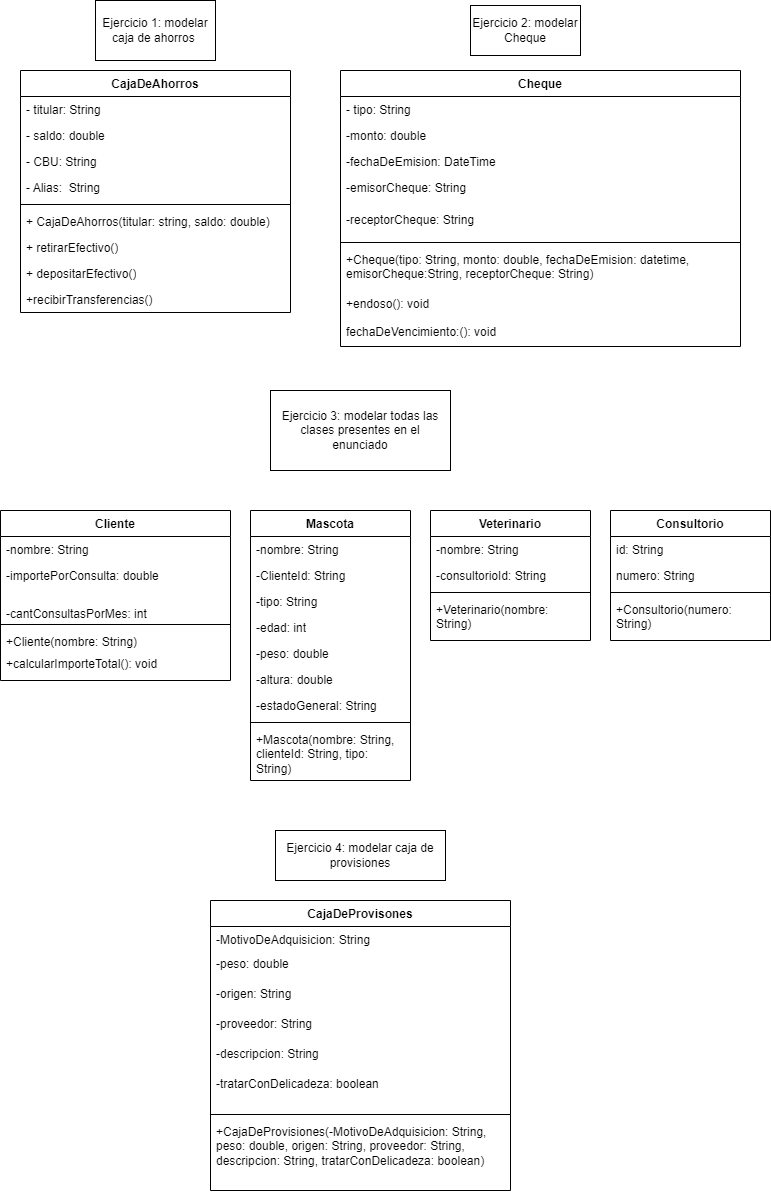 Ejercicio 1: modelar
caja de ahorros
Ejercicio 2: modelar
Cheque
CajaDeAhorros
- titular: String
- saldo: double
- CBU: String
- Alias:  String
+ CajaDeAhorros(titular: string, saldo: double)
+ retirarEfectivo()
+ depositarEfectivo()
+recibirTransferencias()
Cheque
- tipo: String
-monto: double
-fechaDeEmision: DateTime
-emisorCheque: String
-receptorCheque: String
+Cheque(tipo: String, monto: double, fechaDeEmision: datetime,
emisorCheque:String, receptorCheque: String)
+endoso(): void
fechaDeVencimiento:(): void
Ejercicio 3: modelar todas las
clases presentes en el
enunciado
Cliente
-nombre: String
-importePorConsulta: double
-cantConsultasPorMes: int
+Cliente(nombre: String)
+calcularImporteTotal(): void
Mascota
-nombre: String
-ClienteId: String
-tipo: String
-edad: int
-peso: double
-altura: double
-estadoGeneral: String
+Mascota(nombre: String,
clienteId: String, tipo:
String)
Veterinario
-nombre: String
-consultorioId: String
+Veterinario(nombre:
String)
Consultorio
id: String
numero: String
+Consultorio(numero:
String)
Ejercicio 4: modelar caja de
provisiones
CajaDeProvisones
-MotivoDeAdquisicion: String
-peso: double
-origen: String
-proveedor: String
-descripcion: String
-tratarConDelicadeza: boolean
+CajaDeProvisiones(-MotivoDeAdquisicion: String,
peso: double, origen: String, proveedor: String,
descripcion: String, tratarConDelicadeza: boolean)